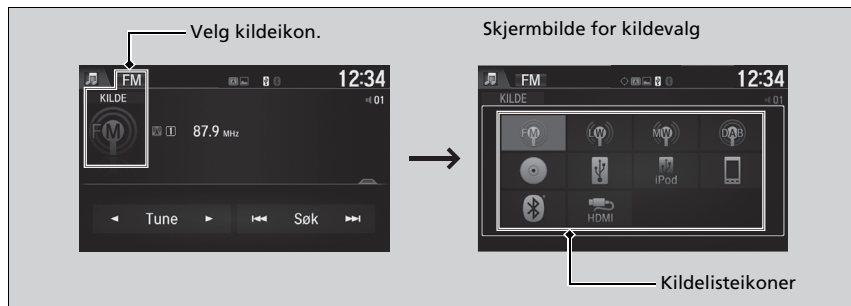 Velg kildeikon.
Skjermbilde for kildevalg
FM
12:34
KILDE
01
FM
1
87.9 MHz
Tune
Søk
FM
12:34
KILDE
01
FM
LW
MW
DAB
iPod
HDMI
Kildelisteikoner